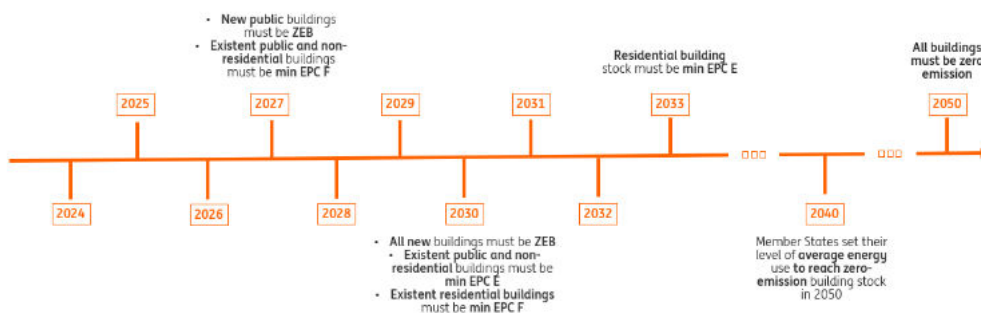 • New public buildings
must be ZEB
• Existent public and non-
residential buildings
must be min EPC F
Residential building
stock must be min EPC E
All buildings
must be zero
emission
2025
2027
2029
2031
2033
2050
2024
2026
2028
2030
2032
2040
• All new buildings must be ZEB
• Existent public and non-
residential buildings must be
min EPC E
• Existent residential buildings
must be min EPC F
Member States set their
level of average energy
use to reach zero-
emission building stock
in 2050